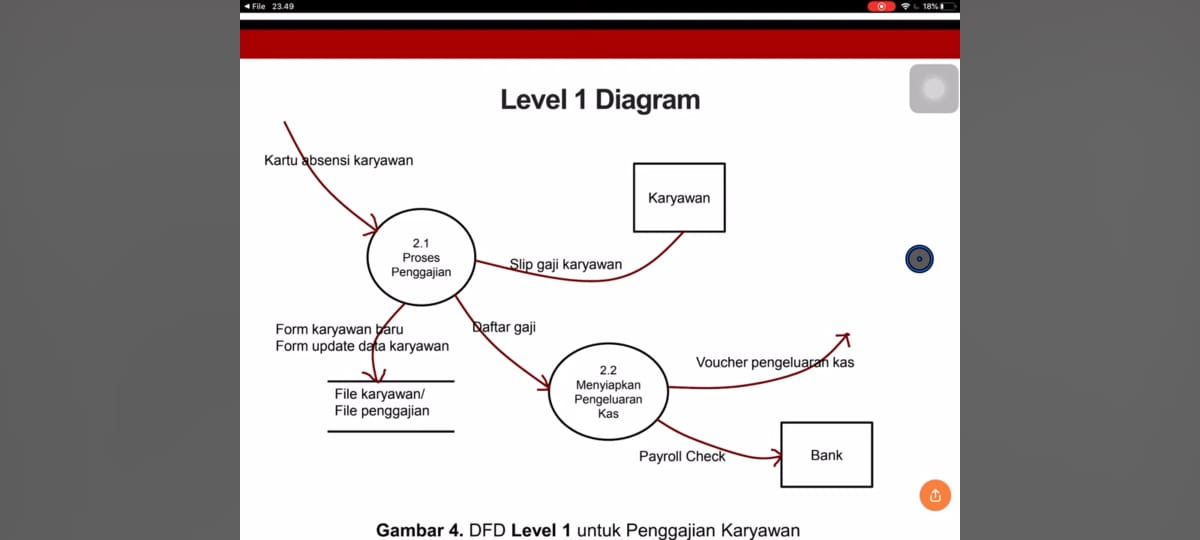 File 23.49
18%
Level 1 Diagram
Kartu absensi karyawan
Karyawan
2.1
Proses
Penggajian
Slip gaji karyawan
Form karyawan baru
Form update data karyawan
Daftar gaji
File karyawan/
File penggajian
2.2
Menyiapkan
Pengeluaran
Kas
Voucher pengeluaran kas
Payroll Check
Bank
Gambar 4. DFD Level 1 untuk Penggajian Karyawan